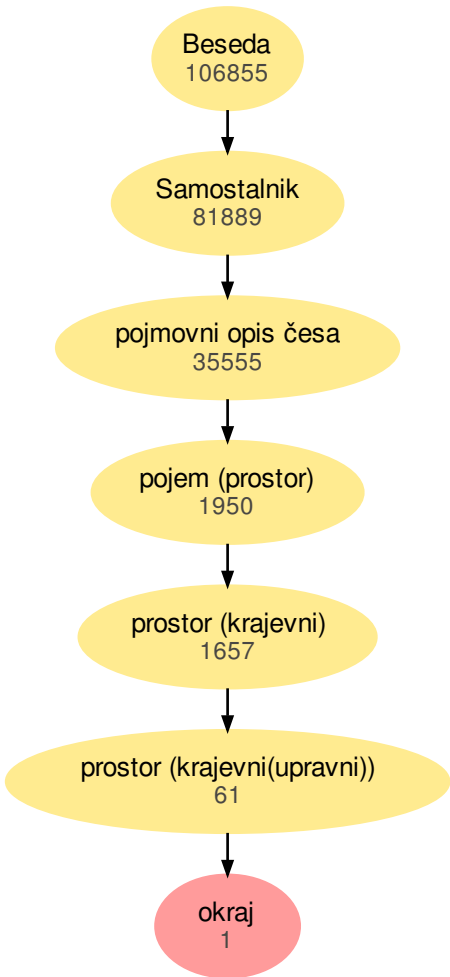 Beseda
106855
Samostalnik
81889
pojmovni opis česa
35555
pojem (prostor)
1950
prostor (krajevni)
1657
prostor (krajevni(upravni))
61
okraj
1